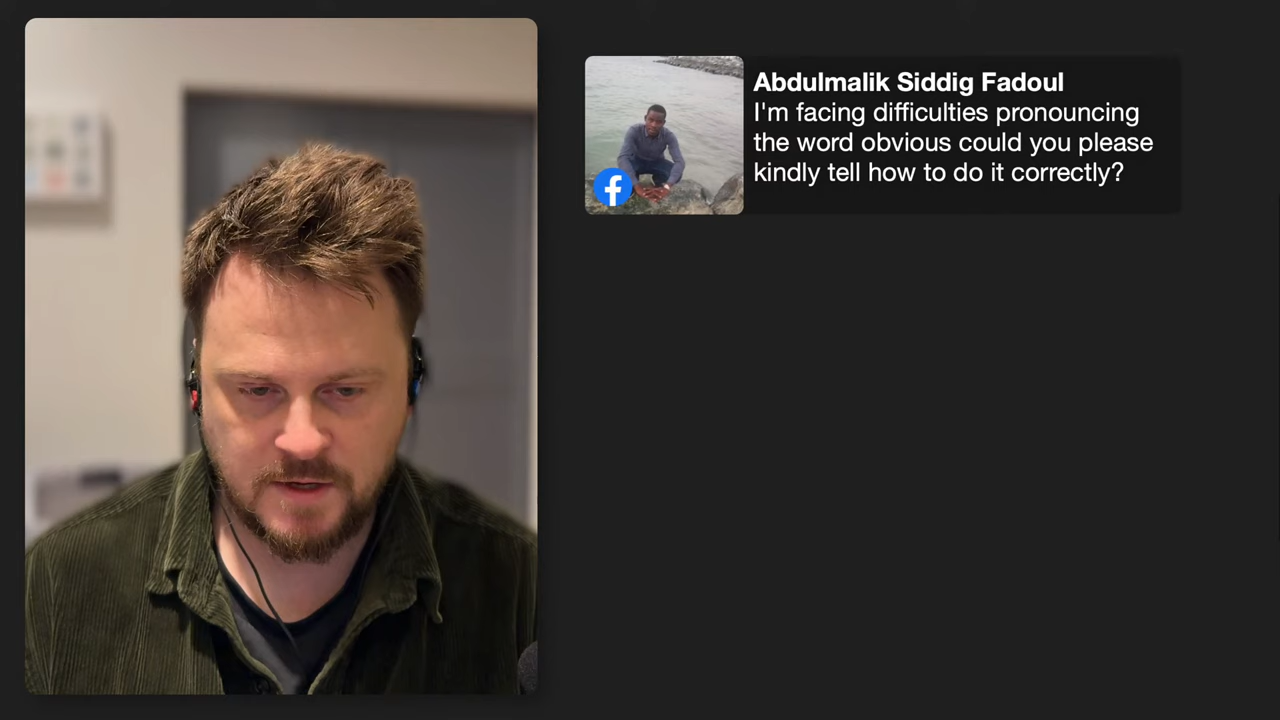 Abdulmalik Siddig Fadoul
I'm facing difficulties pronouncing
the word obvious could you please
kindly tell how to do it correctly?